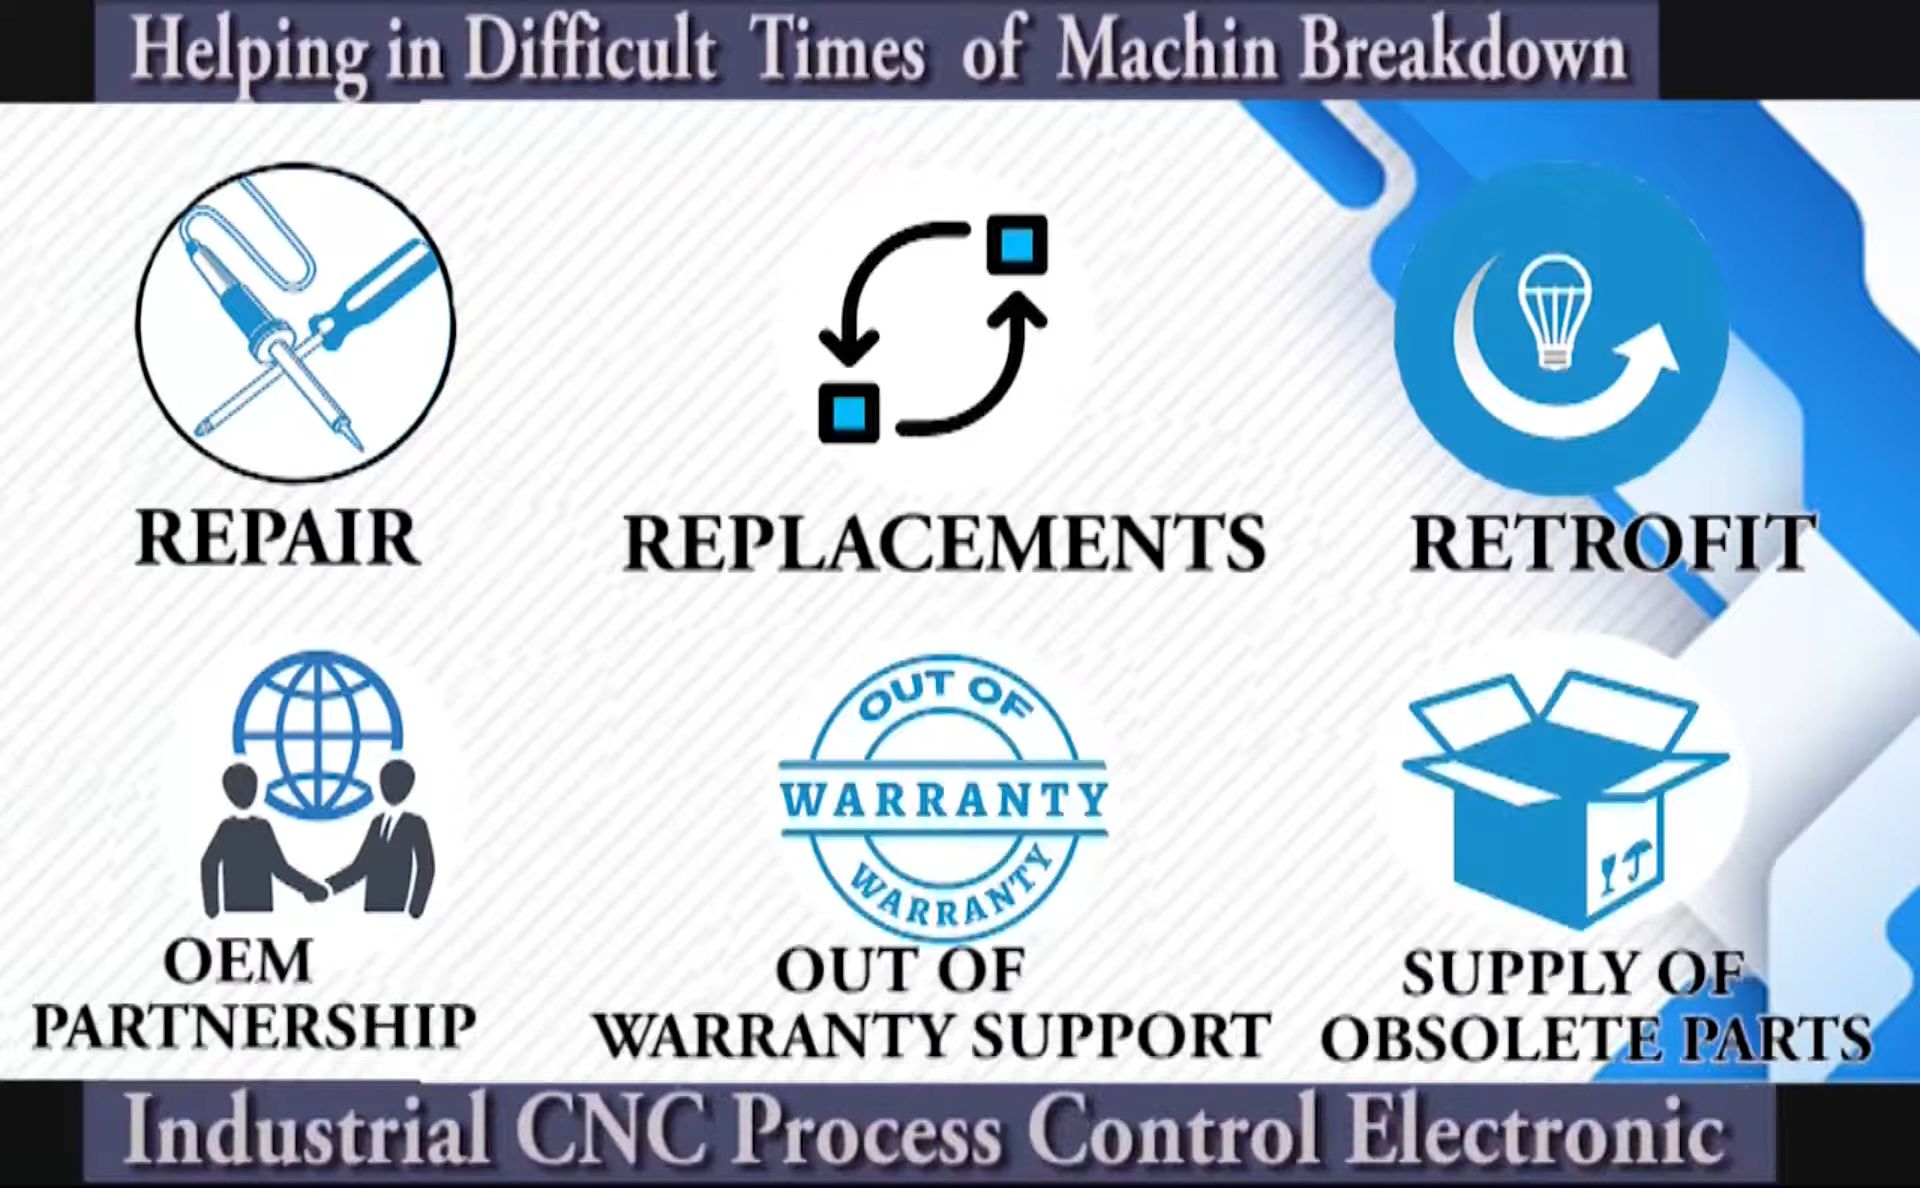 Helping in Difficult Times of Machin Breakdown
REPAIR
REPLACEMENTS
RETROFIT
OUT OF
WARRANTY
WARRANTY
OEM
PARTNERSHIP
OUT OF
WARRANTY SUPPORT
SUPPLY OF
OBSOLETE PARTS
Industrial CNC Process Control Electronic